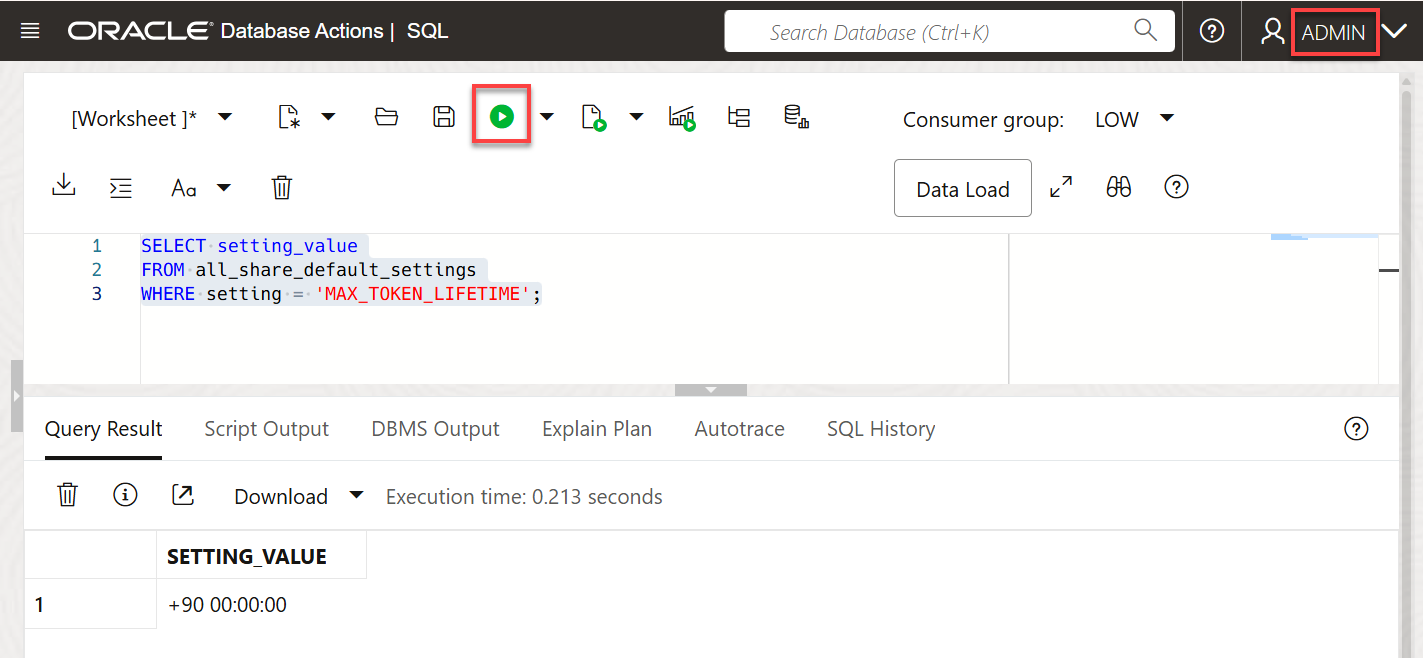 ORACLE® Database Actions | SQL
Search Database (Ctrl+K)
ADMIN
[Worksheet ]*
Consumer group: LOW
Aa
Data Load
1 SELECT setting_value
2 FROM all_share_default_settings
3 WHERE setting = 'MAX_TOKEN_LIFETIME';
Query Result Script Output DBMS Output Explain Plan Autotrace SQL History
Download Execution time: 0.213 seconds
SETTING_VALUE
1 +90 00:00:00